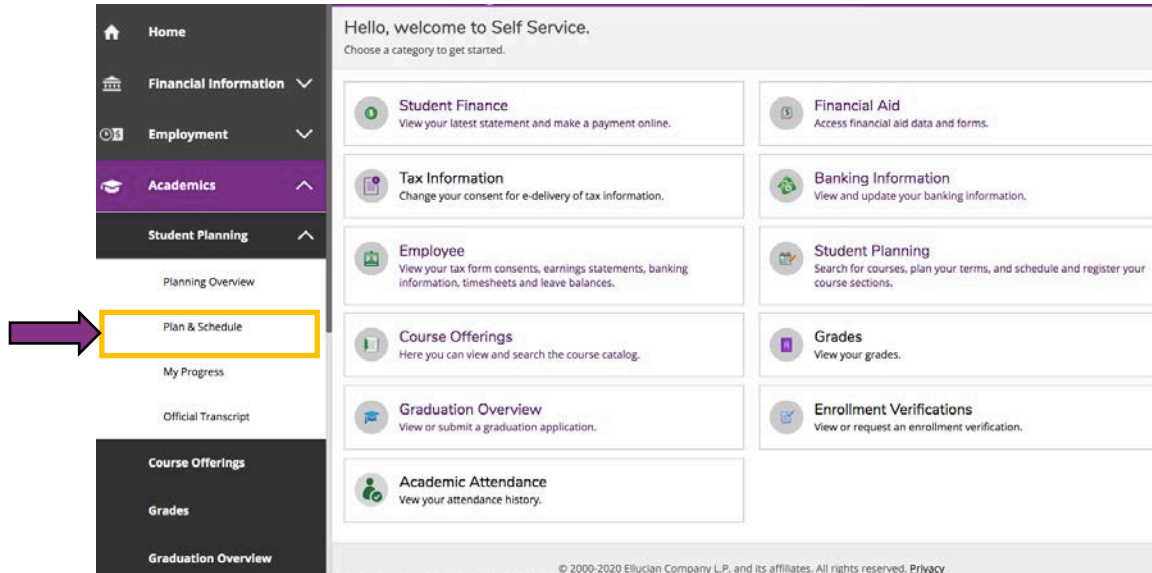 Home
Financial Information
Employment
Academics
Student Planning
Planning Overview
Plan & Schedule
My Progress
Official Transcript
Course Offerings
Grades
Graduation Overview
Hello, welcome to Self Service.
Choose a category to get started.
Student Finance
View your latest statement and make a payment online.
Financial Aid
Access financial aid data and forms.
Tax Information
Change your consent for e-delivery of tax information.
Banking Information
View and update your banking information.
Employee
View your tax form consents, earnings statements, banking
information, timesheets and leave balances.
Student Planning
Search for courses, plan your terms, and schedule and register your
course sections.
Course Offerings
Here you can view and search the course catalog.
Grades
View your grades.
Graduation Overview
View or submit a graduation application.
Enrollment Verifications
View or request an enrollment verification.
Academic Attendance
Vew your attendance history.
© 2000-2020 Ellucian Company L.P. and its affiliates. All rights reserved. Privacy